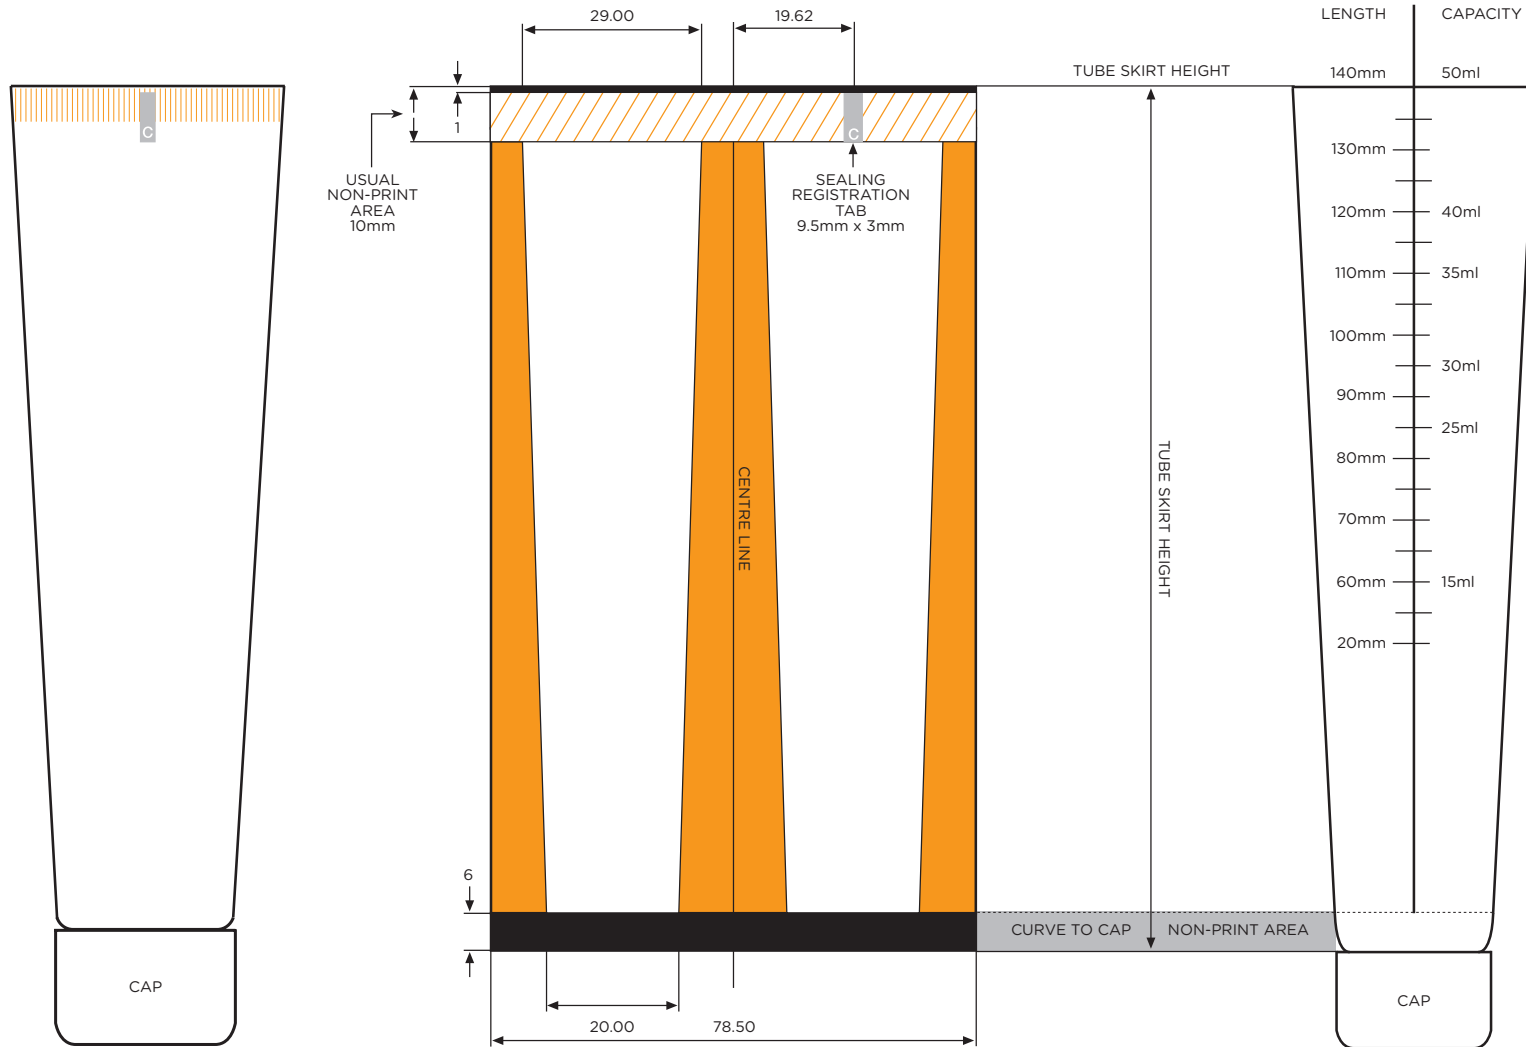 29.00
19.62
LENGTH
CAPACITY
TUBE SKIRT HEIGHT
140mm
50ml
C
1
C
USUAL
NON-PRINT
AREA
10mm
SEALING
REGISTRATION
TAB
9.5mm x 3mm
130mm
120mm
40ml
110mm
35ml
100mm
30ml
90mm
25ml
80mm
70mm
60mm
15ml
20mm
CENTRE LINE
TUBE SKIRT HEIGHT
6
CURVE TO CAP
NON-PRINT AREA
CAP
CAP
20.00
78.50